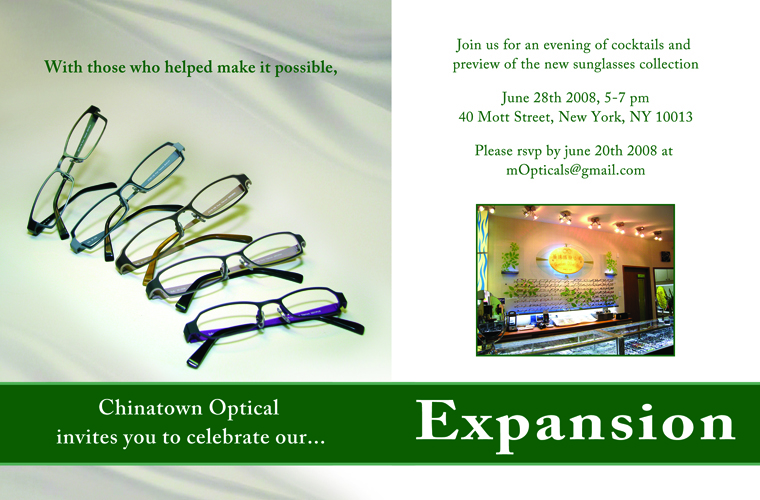 With those who helped make it possible,
Chinatown Optical
invites you to celebrate our...
Join us for an evening of cocktails and
preview of the new sunglasses collection
June 28th 2008, 5-7 pm
40 Mott Street, New York, NY 10013
Please rsvp by june 20th 2008 at
mOpticals@gmail.com
Expansion